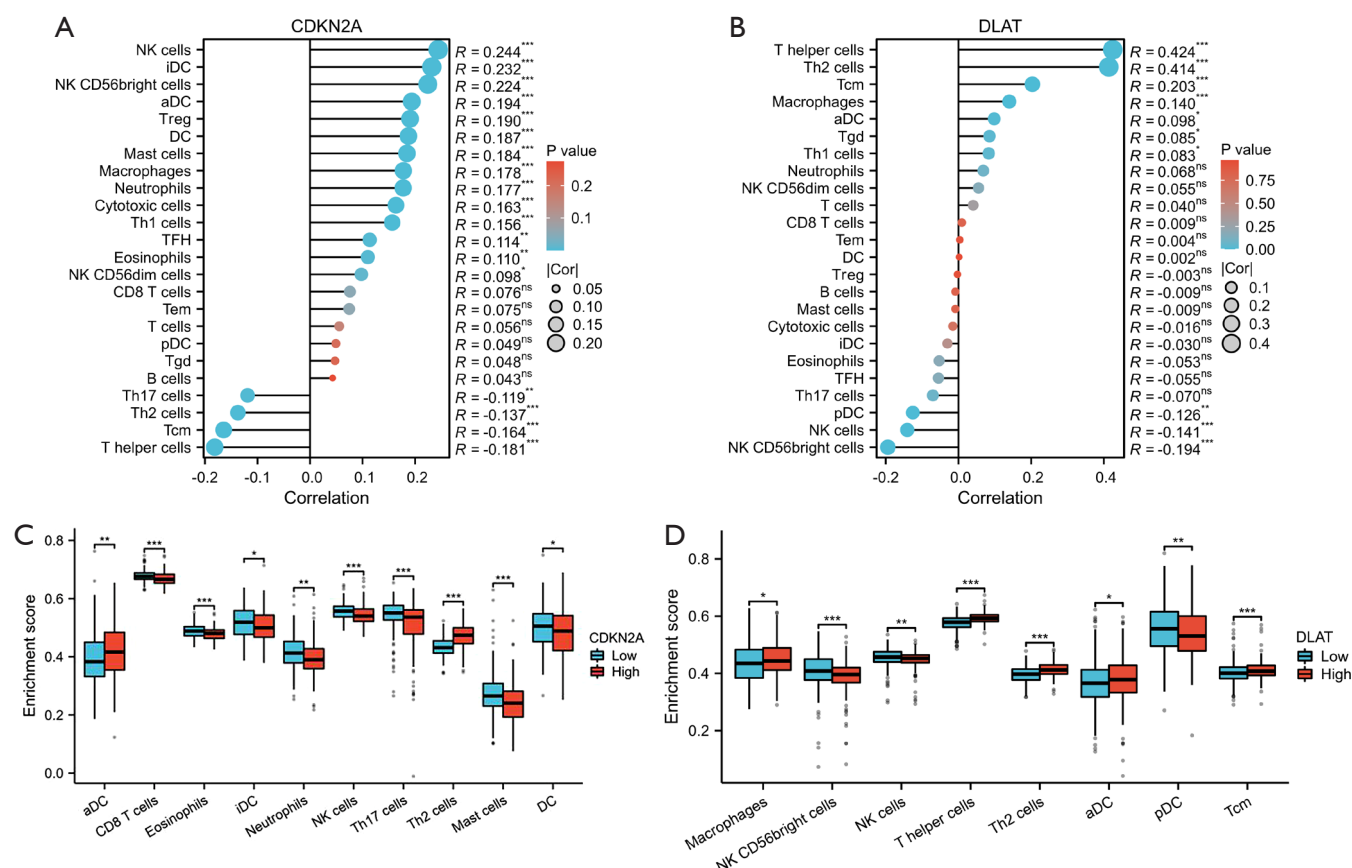 A
CDKN2A
NK cells R = 0.244***
iDC R = 0.232***
NK CD56bright cells R = 0.224***
aDC R = 0.194***
Treg R = 0.190***
DC R = 0.187***
Mast cells R = 0.184***
Macrophages R = 0.178***
Neutrophils R = 0.177***
Cytotoxic cells R = 0.163***
Th1 cells R = 0.156***
TFH R = 0.114**
Eosinophils R = 0.110**
NK CD56dim cells R = 0.098*
CD8 T cells R = 0.076ns
Tem R = 0.075ns
T cells R = 0.056ns
pDC R = 0.049ns
Tgd R = 0.048ns
B cells R = 0.043ns
Th17 cells R = -0.119**
Th2 cells R = -0.137***
Tcm R = -0.164***
T helper cells R = -0.181***
-0.2 -0.1 0.0 0.1 0.2
Correlation
P value
0.2
0.1
|Cor|
0.05
0.10
0.15
0.20
B
DLAT
T helper cells R = 0.424***
Th2 cells R = 0.414***
Tcm R = 0.203***
Macrophages R = 0.140***
aDC R = 0.098*
Tgd R = 0.085*
Th1 cells R = 0.083*
Neutrophils R = 0.068ns
NK CD56dim cells R = 0.055ns
T cells R = 0.040ns
CD8 T cells R = 0.009ns
Tem R = 0.004ns
DC R = 0.002ns
Treg R = -0.003ns
B cells R = -0.009ns
Mast cells R = -0.009ns
Cytotoxic cells R = -0.016ns
iDC R = -0.030ns
Eosinophils R = -0.053ns
TFH R = -0.055ns
Th17 cells R = -0.070ns
pDC R = -0.126**
NK cells R = -0.141***
NK CD56bright cells R = -0.194***
-0.2 0.0 0.2 0.4
Correlation
P value
0.75
0.50
0.25
0.00
|Cor|
0.1
0.2
0.3
0.4
C
Enrichment score
0.8
0.6
0.4
0.2
0.0
** *** *** * ** *** *** *** *** *
aDC CD8 T cells Eosinophils iDC Neutrophils NK cells Th17 cells Th2 cells Mast cells DC
CDKN2A
Low
High
D
Enrichment score
0.8
0.6
0.4
0.2
* *** ** *** *** * ** ***
Macrophages NK CD56bright cells NK cells T helper cells Th2 cells aDC pDC Tcm
DLAT
Low
High